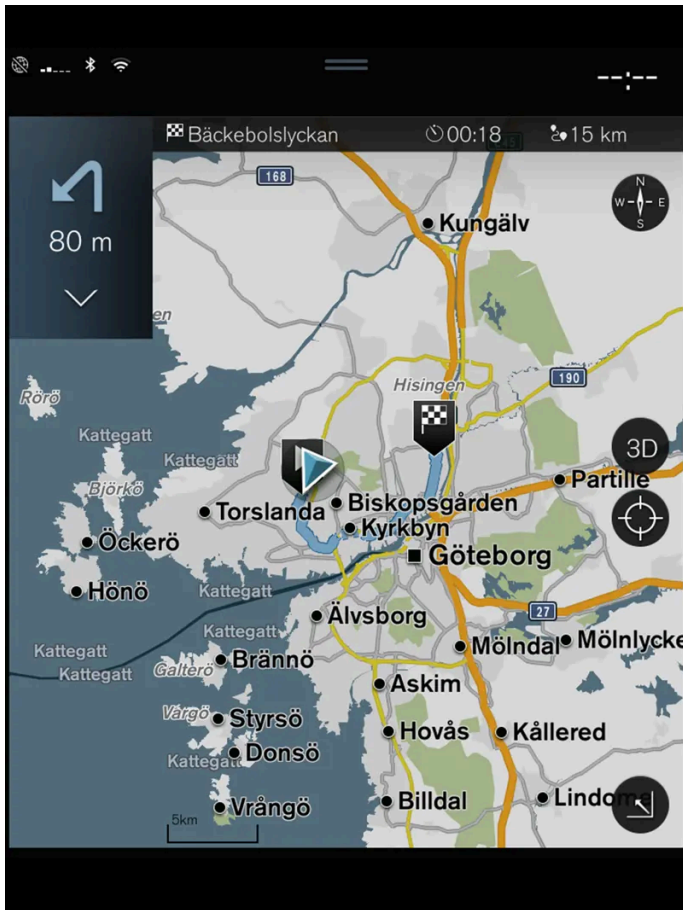 --:--
Bäckebolslyckan 00:18 15 km
80 m
168
N
W E
S
Kungälv
en
190
Hisingen
Rörö
Kattegatt
Kattegatt
3D
Björkö
Partille
Biskopsgården
Torslanda
Kyrkbyn
Öckerö
Göteborg
Hönö
Kattegatt
27
Älvsborg
Kattegatt
Mölndal
Mölnlycke
Kattegatt
Brännö
Galterö
Kattegatt
Askim
Vargö
Styrsö
Hovås
Kållered
Donsö
Kattegatt
Vrångö
Billdal
Lindome
5km